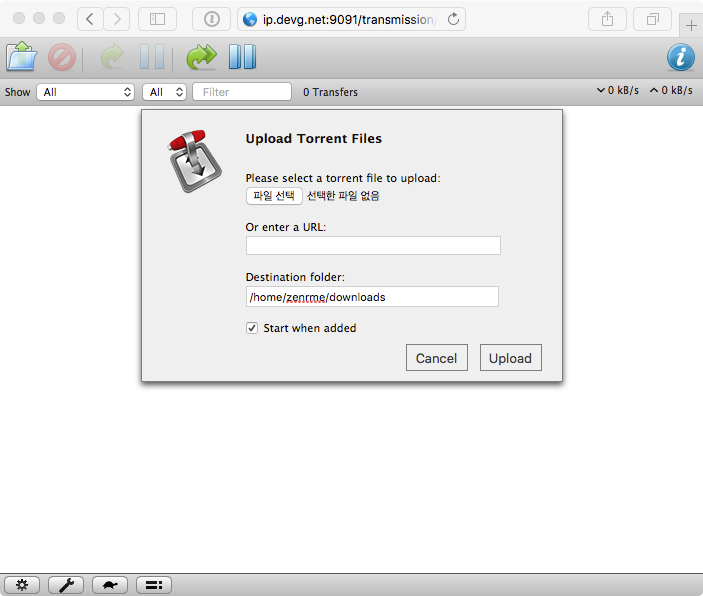 ip.devg.net:9091/transmission/
Show All All Filter 0 Transfers 0 kB/s 0 kB/s
Upload Torrent Files
Please select a torrent file to upload:
파일 선택 선택한 파일 없음
Or enter a URL:
Destination folder:
/home/zenrme/downloads
Start when added
Cancel Upload